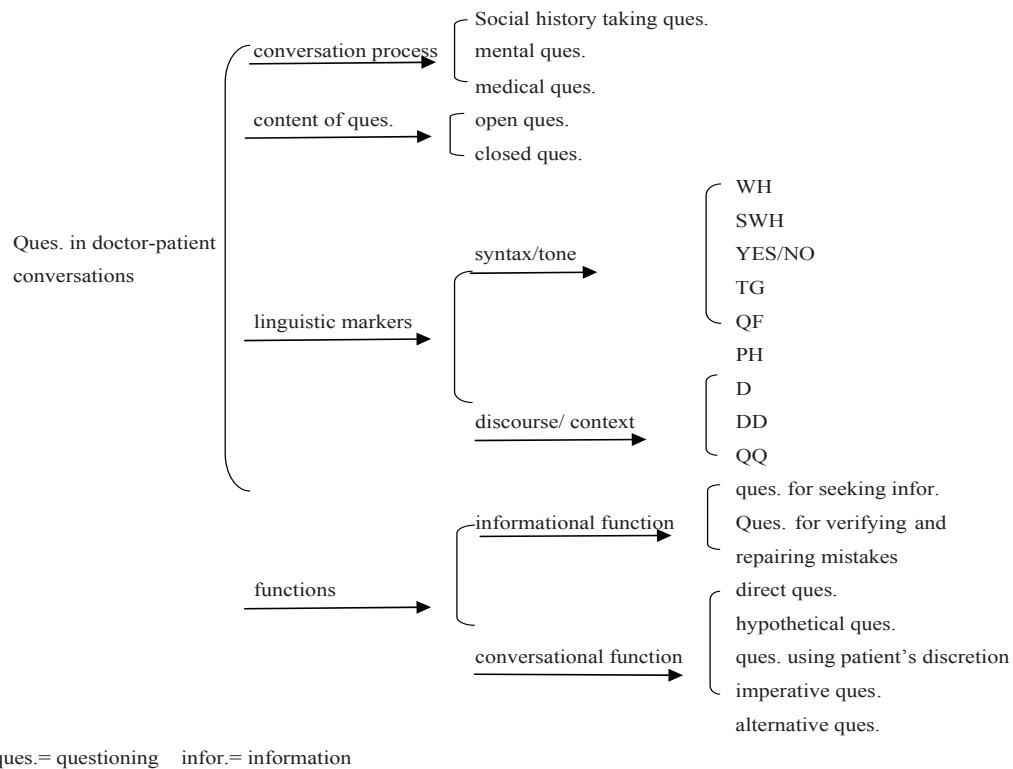 Social history taking ques.
conversation process
mental ques.
medical ques.
content of ques.
open ques.
closed ques.
WH
SWH
Ques. in doctor-patient
conversations
syntax/tone
YES/NO
TG
linguistic markers
QF
PH
D
discourse/ context
DD
QQ
ques. for seeking infor.
informational function
Ques. for verifying and
repairing mistakes
functions
direct ques.
hypothetical ques.
conversational function
ques. using patient's discretion
imperative ques.
alternative ques.
ques.= questioning infor.= information